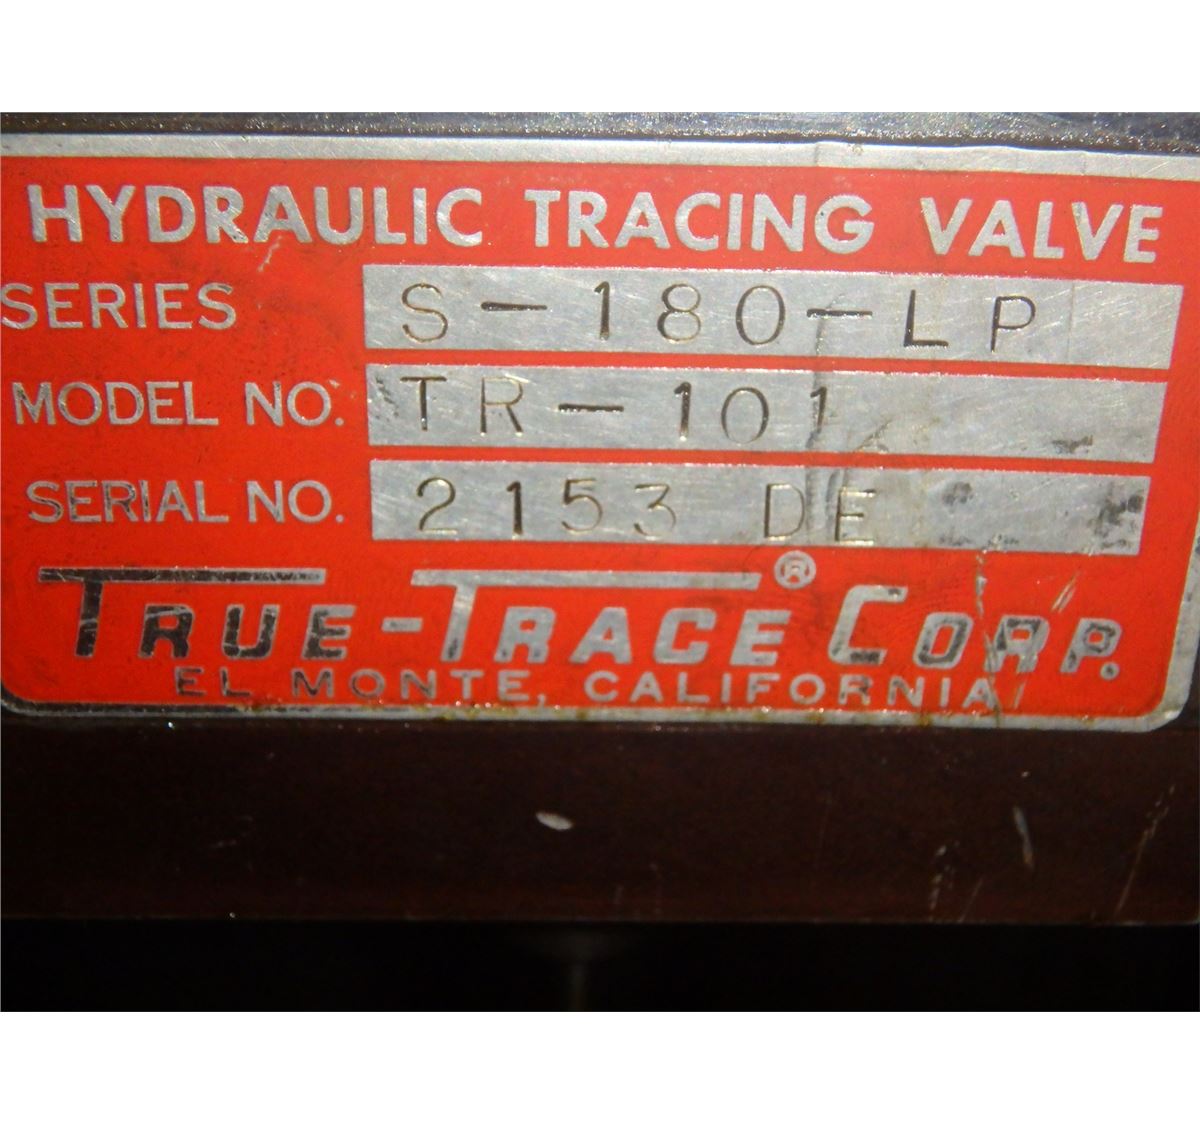 HYDRAULIC TRACING VALVE
SERIES S-180-LP
MODEL NO. TR-101
SERIAL NO. 2153 DE
TRUE-TRACE® CORP.
EL MONTE, CALIFORNIA